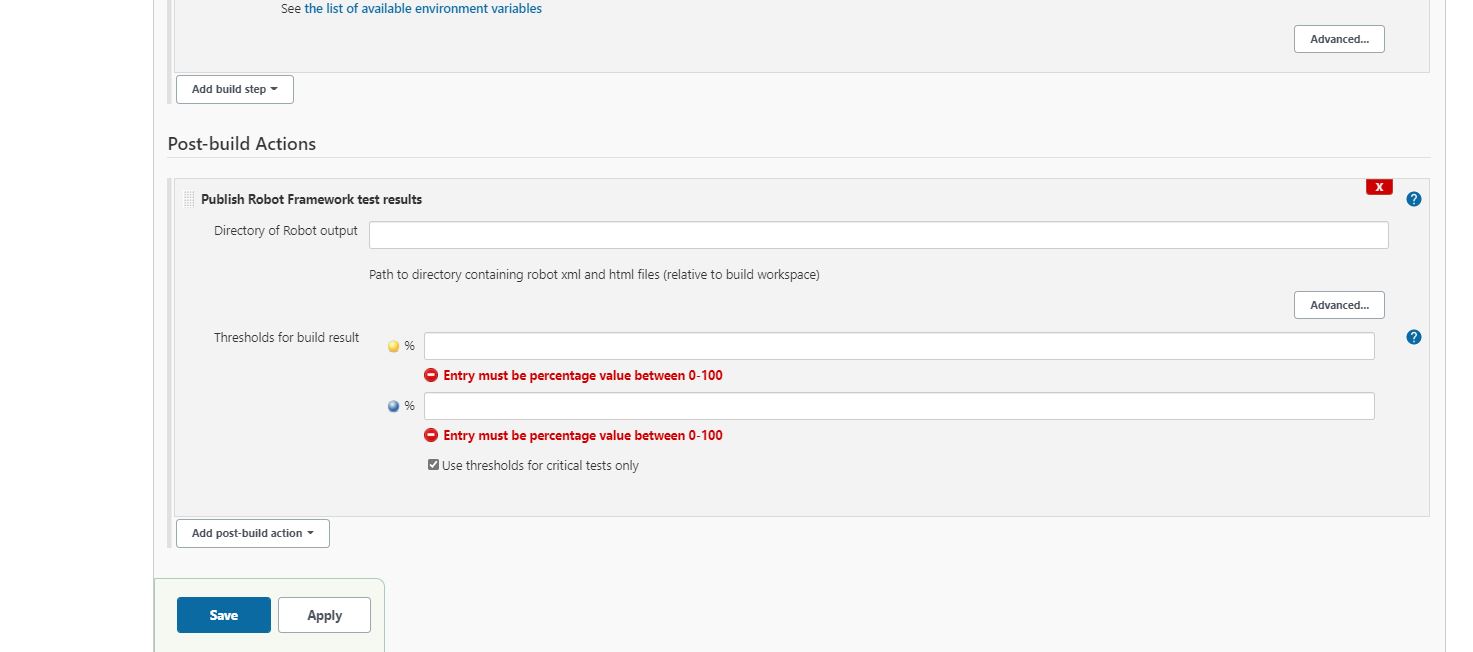 See the list of available environment variables
Advanced...
Add build step
Post-build Actions
X
Publish Robot Framework test results
?
Directory of Robot output
Path to directory containing robot xml and html files (relative to build workspace)
Advanced...
Thresholds for build result
%
?
Entry must be percentage value between 0-100
%
Entry must be percentage value between 0-100
Use thresholds for critical tests only
Add post-build action
Save Apply